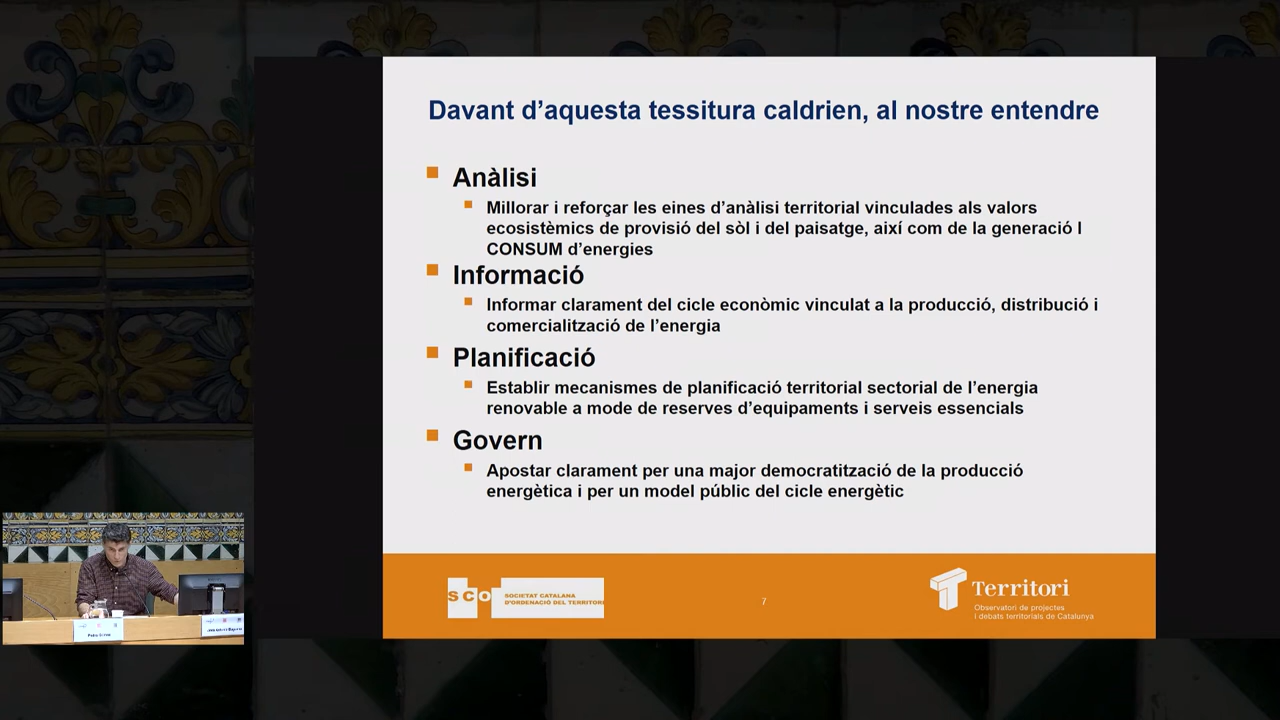 Davant d’aquesta tessitura caldrien, al nostre entendre
Anàlisi
Millorar i reforçar les eines d’anàlisi territorial vinculades als valors
ecosistèmics de provisió del sòl i del paisatge, així com de la generació I
CONSUM d’energies
Informació
Informar clarament del cicle econòmic vinculat a la producció, distribució i
comercialització de l’energia
Planificació
Establir mecanismes de planificació territorial sectorial de l’energia
renovable a mode de reserves d’equipaments i serveis essencials
Govern
Apostar clarament per una major democratització de la producció
energètica i per un model públic del cicle energètic
SCO
SOCIETAT CATALANA
D'ORDENACIÓ DEL TERRITORI
7
Territori
Observatori de projectes
i debats territorials de Catalunya